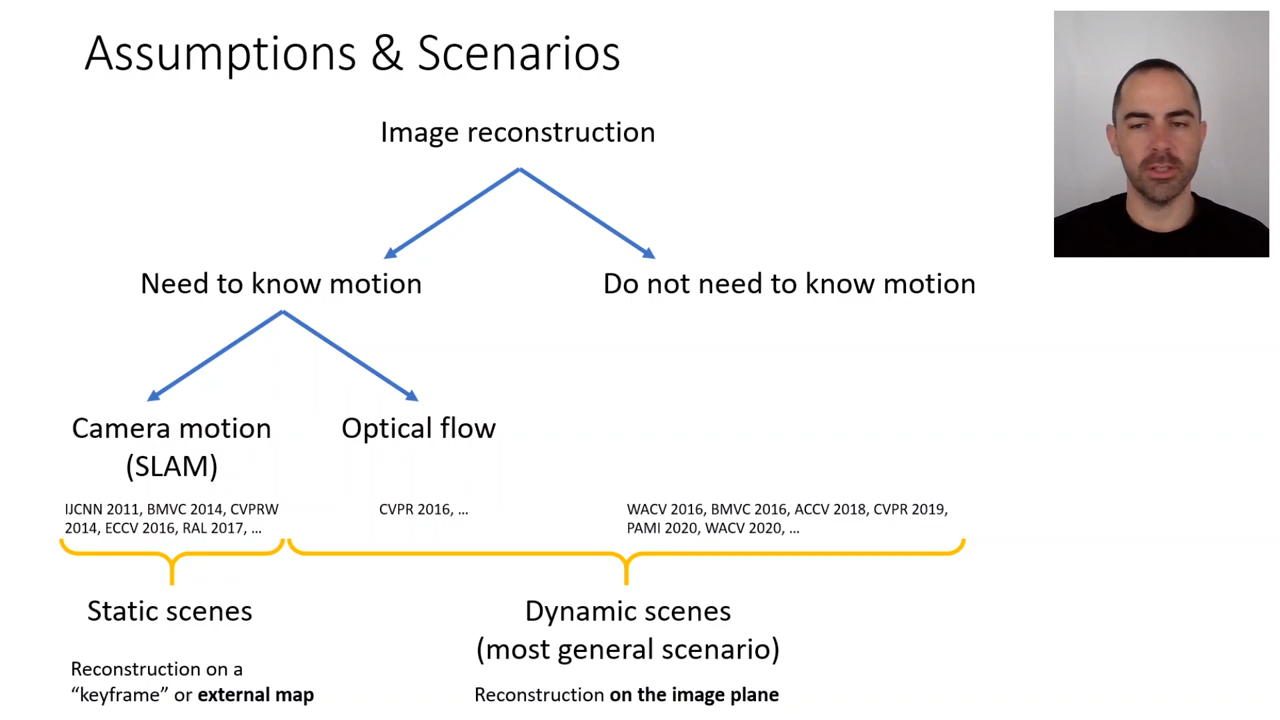 Assumptions & Scenarios
Image reconstruction
Need to know motion
Do not need to know motion
Camera motion
(SLAM)
Optical flow
IJCNN 2011, BMVC 2014, CVPRW
2014, ECCV 2016, RAL 2017, ...
CVPR 2016, ...
WACV 2016, BMVC 2016, ACCV 2018, CVPR 2019,
PAMI 2020, WACV 2020, ...
Static scenes
Dynamic scenes
(most general scenario)
Reconstruction on a
“keyframe” or external map
Reconstruction on the image plane